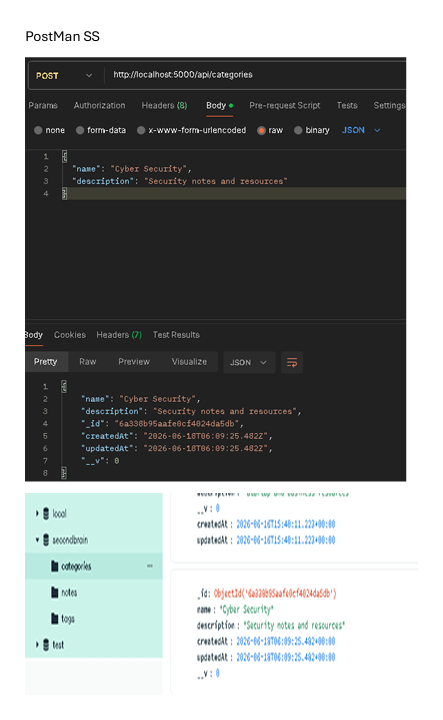 PostMan SS
POST http://localhost:5000/api/categories
Params Authorization Headers (8) Body Pre-request Script Tests Settings
none form-data x-www-form-urlencoded raw binary JSON
1 {
2 "name": "Cyber Security",
3 "description": "Security notes and resources"
4 }
Body Cookies Headers (7) Test Results
Pretty Raw Preview Visualize JSON
1 {
2 "name": "Cyber Security",
3 "description": "Security notes and resources",
4 "_id": "6a338b95aafe0cf4024da5db",
5 "createdAt": "2026-06-18T06:09:25.482Z",
6 "updatedAt": "2026-06-18T06:09:25.482Z",
7 "__v": 0
8 }
local
secondbrain
categories
notes
tags
test
description : "Startup and business resources"
__v : 0
createdAt : 2026-06-16T15:40:11.223+00:00
updatedAt : 2026-06-16T15:40:11.223+00:00
_id: ObjectId('6a338b95aafe0cf4024da5db')
name : "Cyber Security"
description : "Security notes and resources"
createdAt : 2026-06-18T06:09:25.482+00:00
updatedAt : 2026-06-18T06:09:25.482+00:00
__v : 0